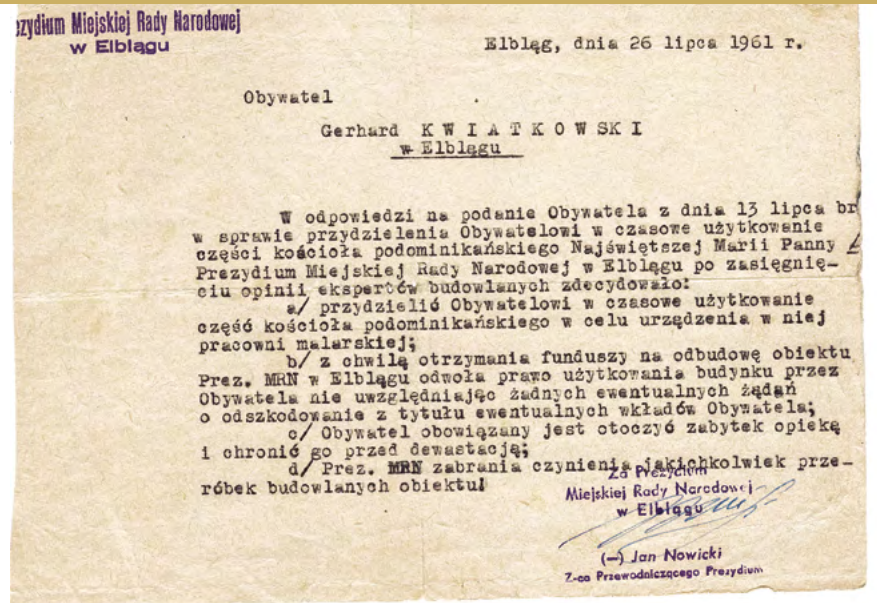 ezydium Miejskiej Rady Narodowej
w Elblągu
Elbląg, dnia 26 lipca 1961 r.
Obywatel
Gerhard K W I A T K O W S K I
w Elblągu
W odpowiedzi na podanie Obywatela z dnia 13 lipca br
w sprawie przydzielenia Obywatelowi w czasowe użytkowanie
części kościoła podominikańskiego Najświętszej Marii Panny
Prezydium Miejskiej Rady Narodowej w Elblągu po zasięgnię-
ciu opinii ekspertów budowlanych zdecydowało:
a/ przydzielić Obywatelowi w czasowe użytkowanie
część kościoła podominikańskiego w celu urządzenia w niej
pracowni malarskiej;
b/ z chwilą otrzymania funduszy na odbudowę obiektu
Prez. MRN w Elblągu odwoła prawo użytkowania budynku przez
Obywatela nie uwzględniając żadnych ewentualnych żądań
o odszkodowanie z tytułu ewentualnych wkładów Obywatela;
c/ Obywatel obowiązany jest otoczyć zabytek opieką
i chronić go przed dewastacją;
d/ Prez. MRN zabrania czynienia jakichkolwiek prze-
róbek budowlanych obiektu!
Za Prezydium
Miejskiej Rady Narodowej
w Elblągu
(—) Jan Nowicki
Z-ca Przewodniczącego Prezydium